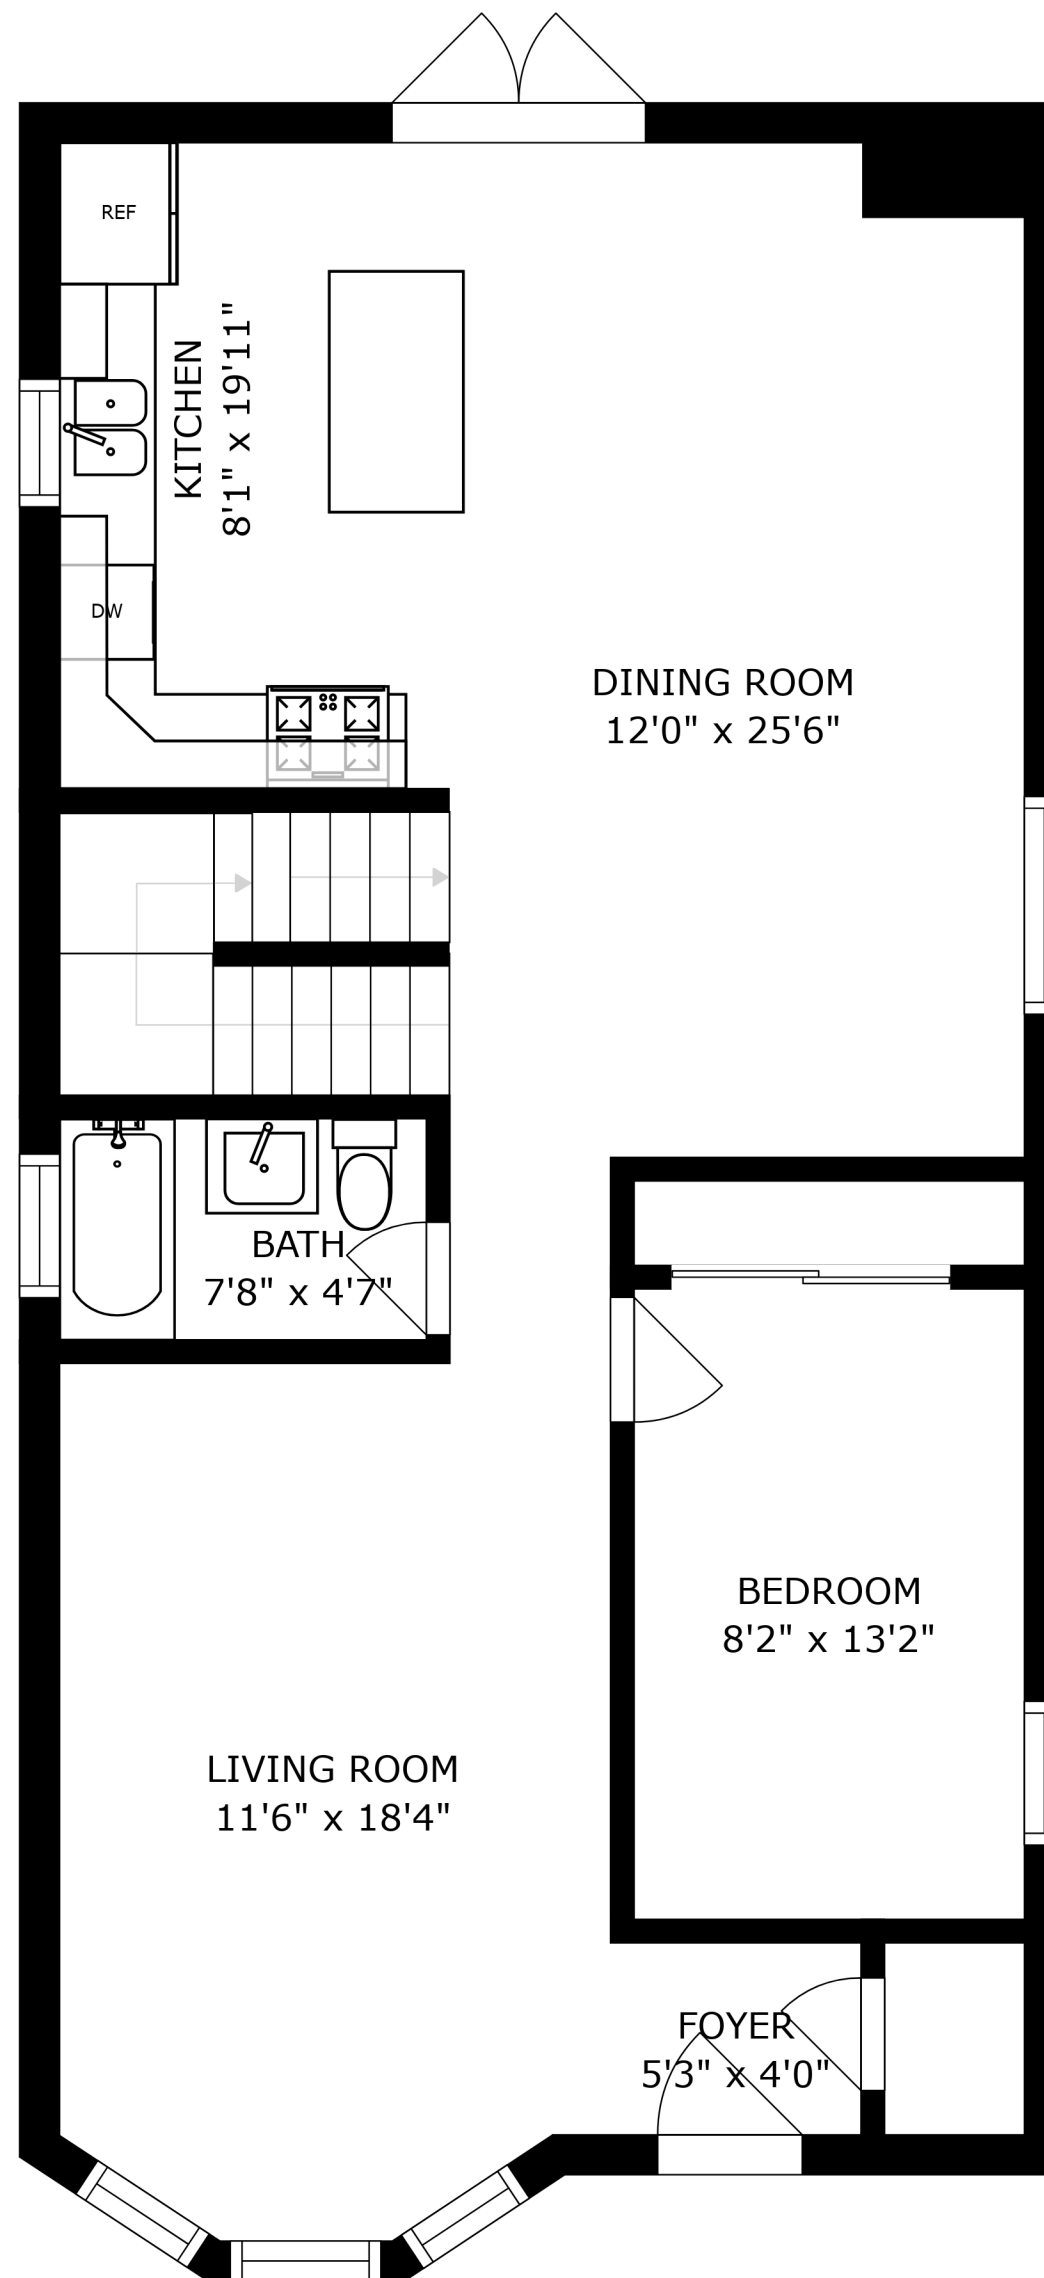 REF
KITCHEN
8'1" x 19'11"
DW
DINING ROOM
12'0" x 25'6"
BATH
7'8" x 4'7"
BEDROOM
8'2" x 13'2"
LIVING ROOM
11'6" x 18'4"
FOYER
5'3" x 4'0"